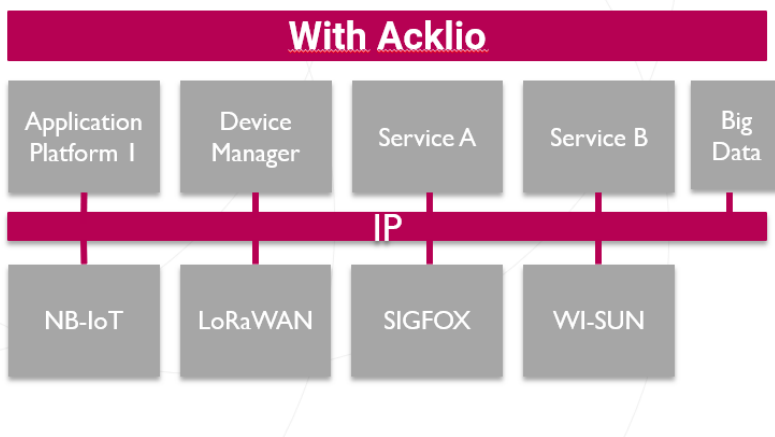 With Acklio
Application
Platform 1
Device
Manager
Service A
Service B
Big
Data
IP
NB-IoT
LoRaWAN
SIGFOX
WI-SUN